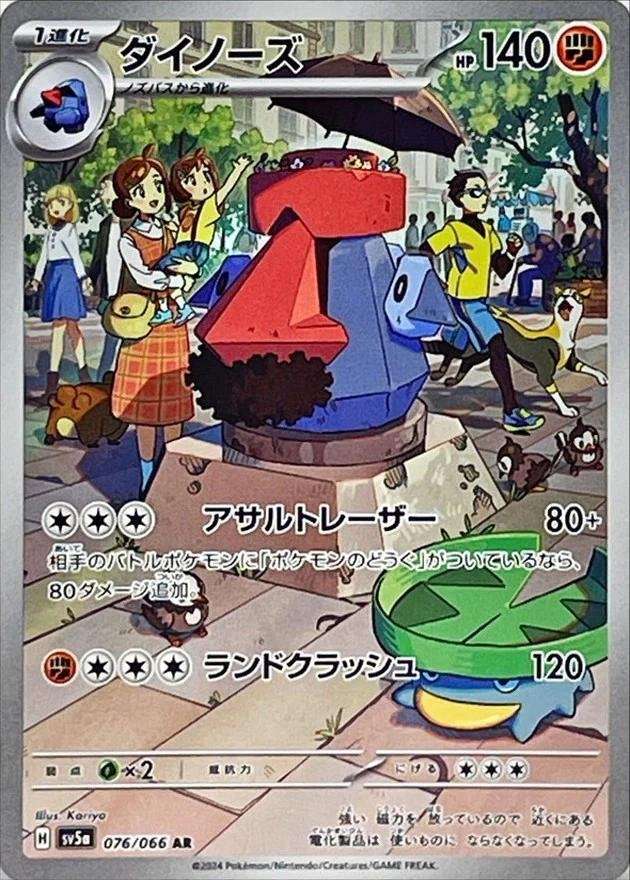 1進化
ダイノーズ
HP 140
ノズパスから進化
アサルトレーザー 80+
相手のバトルポケモンに「ポケモンのどうぐ」がついているなら、
80ダメージ追加。
ランドクラッシュ 120
弱点 ×2 抵抗力 にげる
Illus. Kariya
強い 磁力を 放っているので 近くにある
電化製品は 使いものに ならなくなってしまう。
H sv5a 076/066 AR
©2024 Pokémon/Nintendo/Creatures/GAME FREAK.